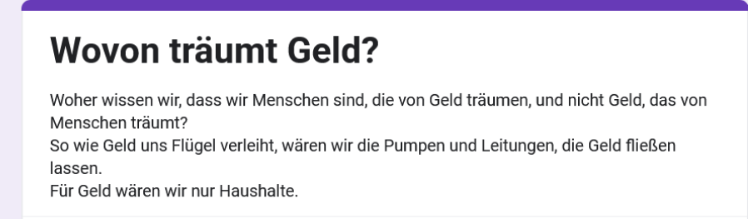 Wovon träumt Geld?
Woher wissen wir, dass wir Menschen sind, die von Geld träumen, und nicht Geld, das von
Menschen träumt?
So wie Geld uns Flügel verleiht, wären wir die Pumpen und Leitungen, die Geld fließen
lassen.
Für Geld wären wir nur Haushalte.